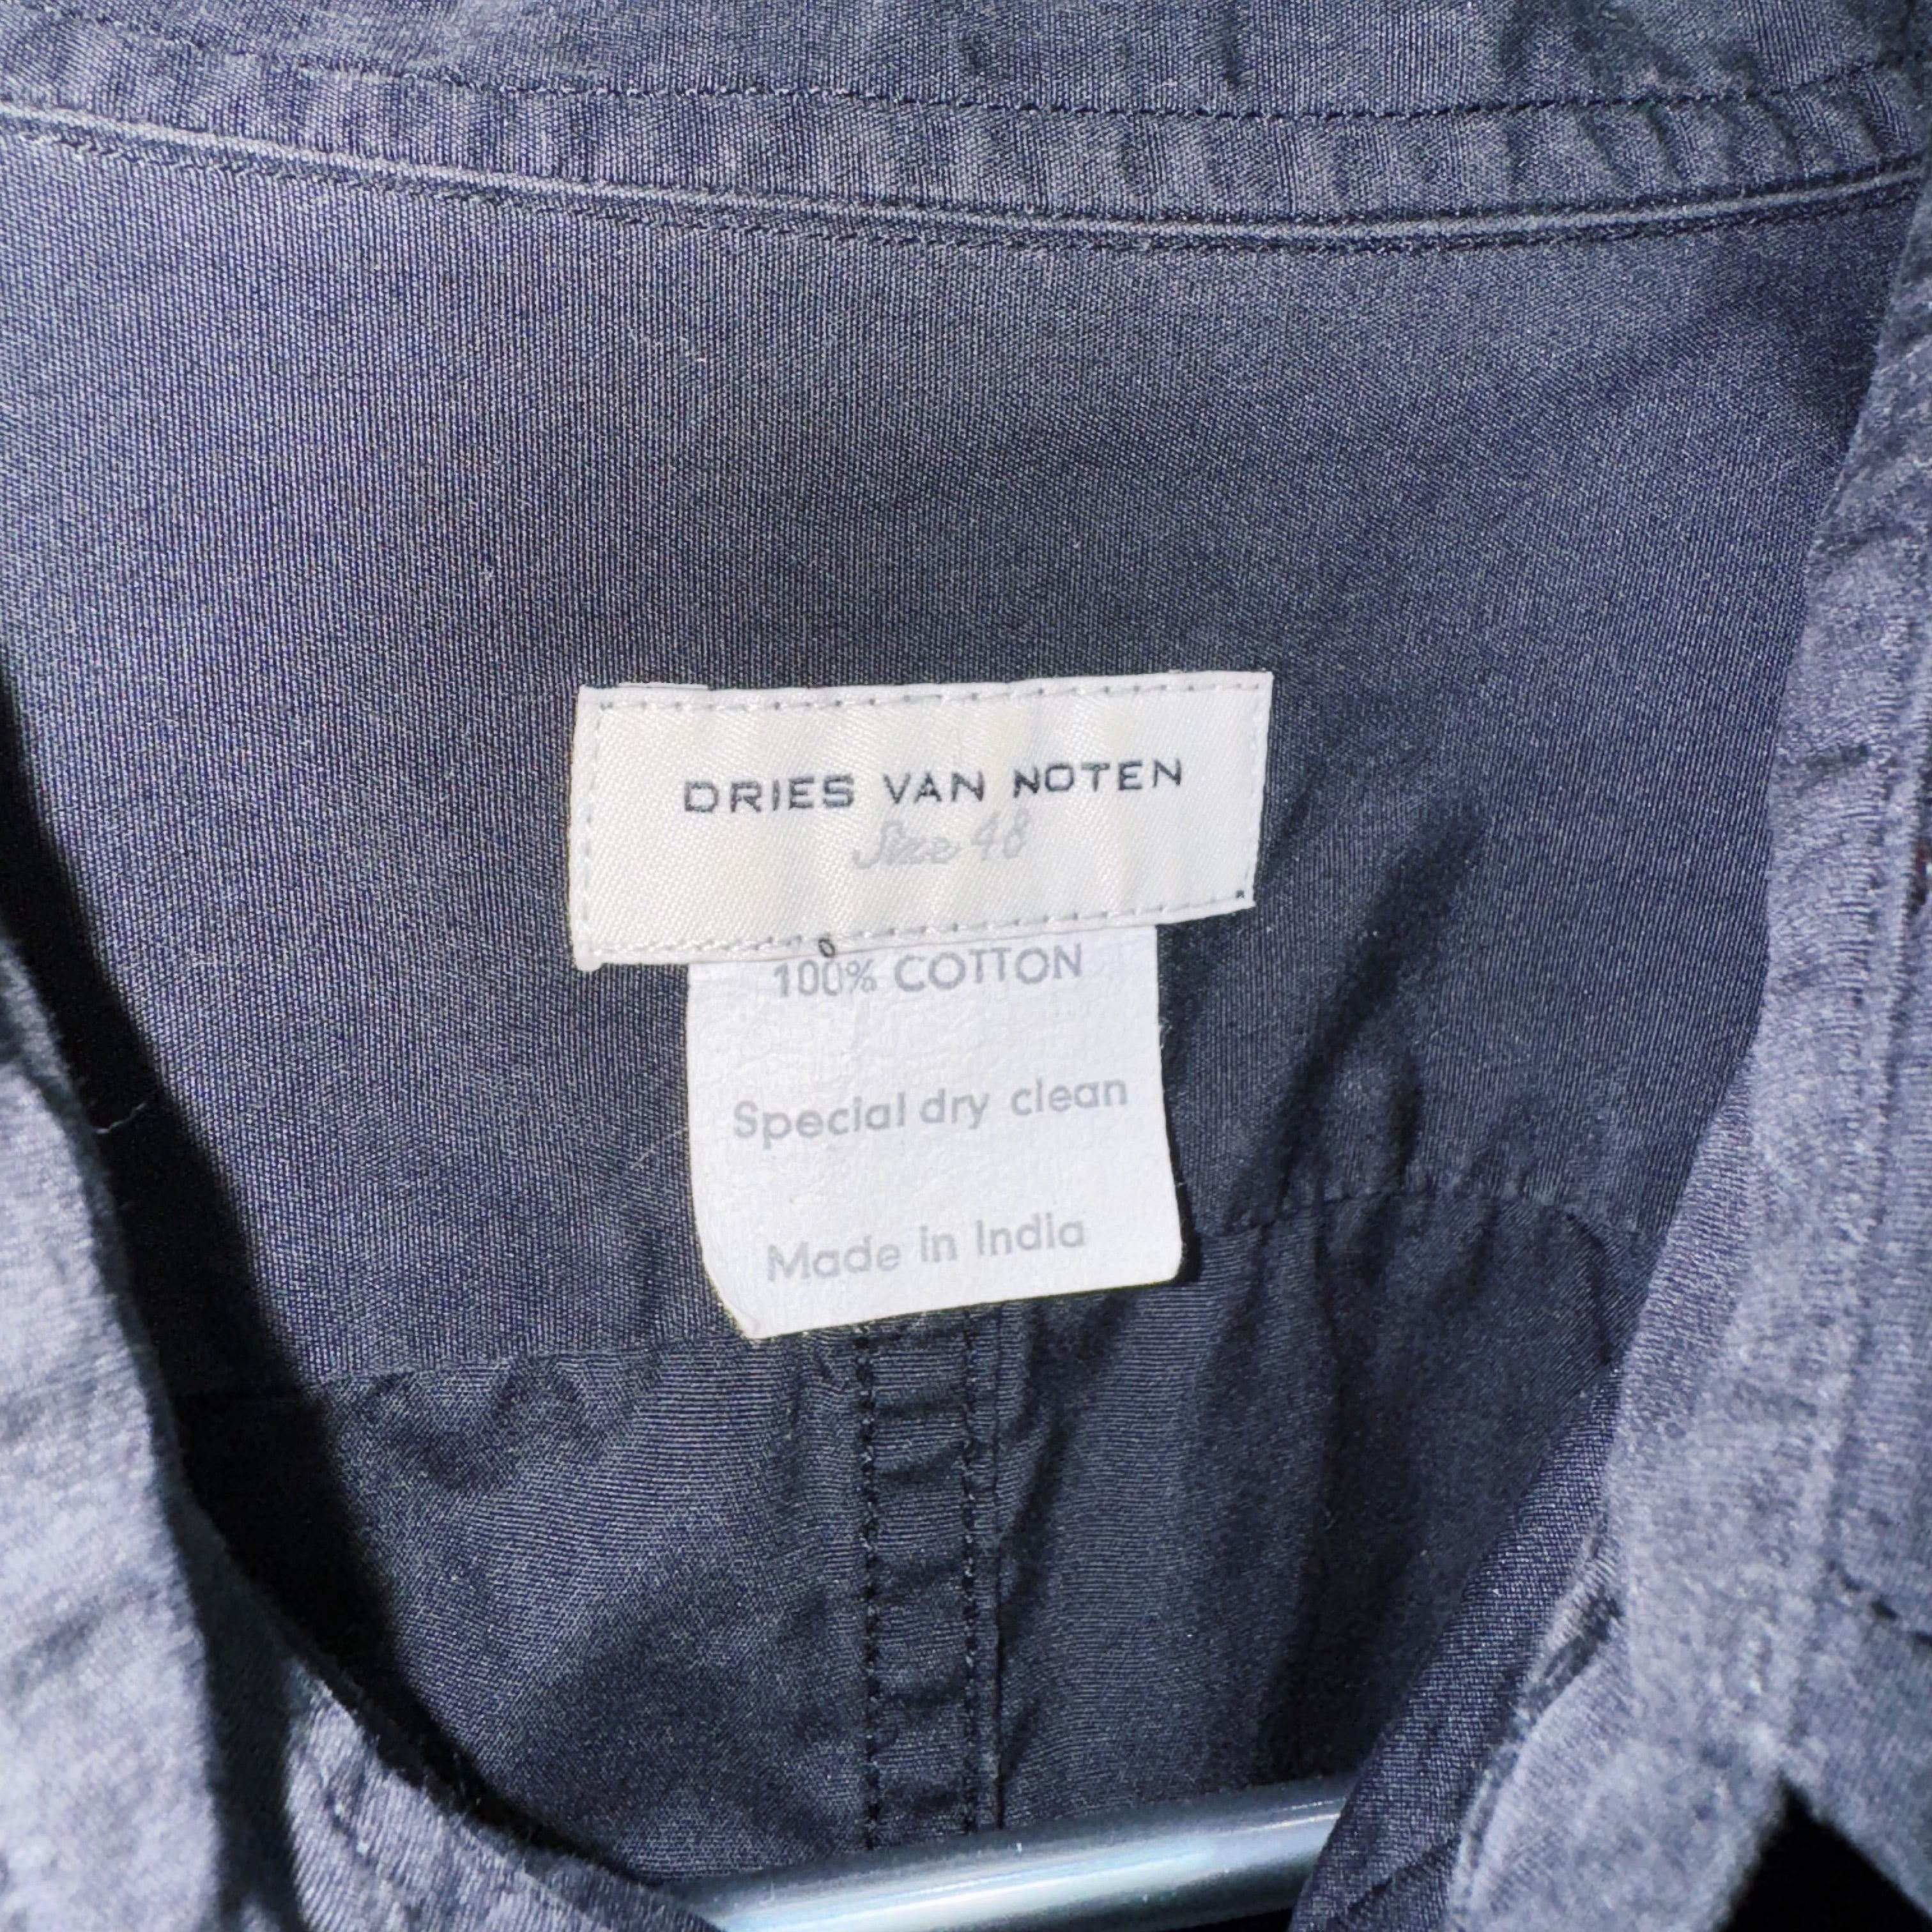 DRIES VAN NOTEN
Size 48
100% COTTON
Special dry clean
Made in India